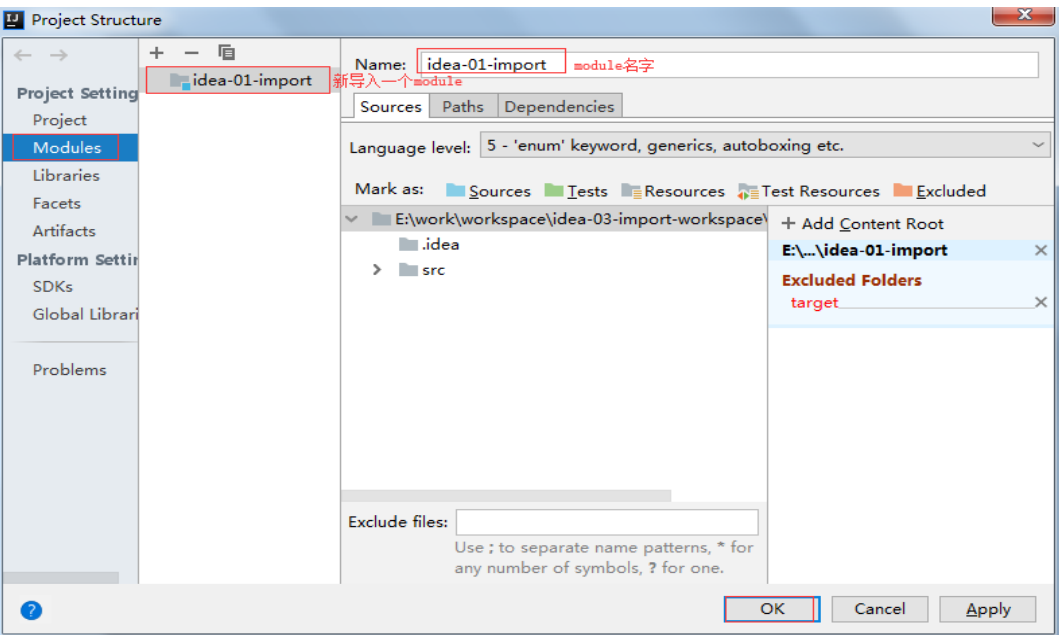 Project Structure
Project Setting
Project
Modules
Libraries
Facets
Artifacts
Platform Settin
SDKs
Global Librari
Problems
idea-01-import
新导入一个module
Name: idea-01-import module名字
Sources Paths Dependencies
Language level: 5 - 'enum' keyword, generics, autoboxing etc.
Mark as: Sources Tests Resources Test Resources Excluded
E:\work\workspace\idea-03-import-workspace\
.idea
src
+ Add Content Root
E:\...\idea-01-import
Excluded Folders
target
Exclude files:
Use ; to separate name patterns, * for
any number of symbols, ? for one.
OK Cancel Apply